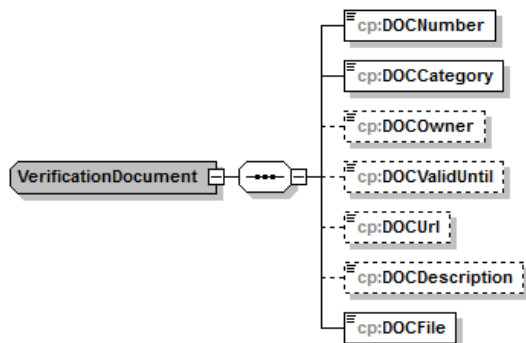 cp:DOCNumber
cp:DOCCategory
cp:DOCOwner
VerificationDocument
cp:DOCValidUntil
cp:DOCUrl
cp:DOCDescription
cp:DOCFile